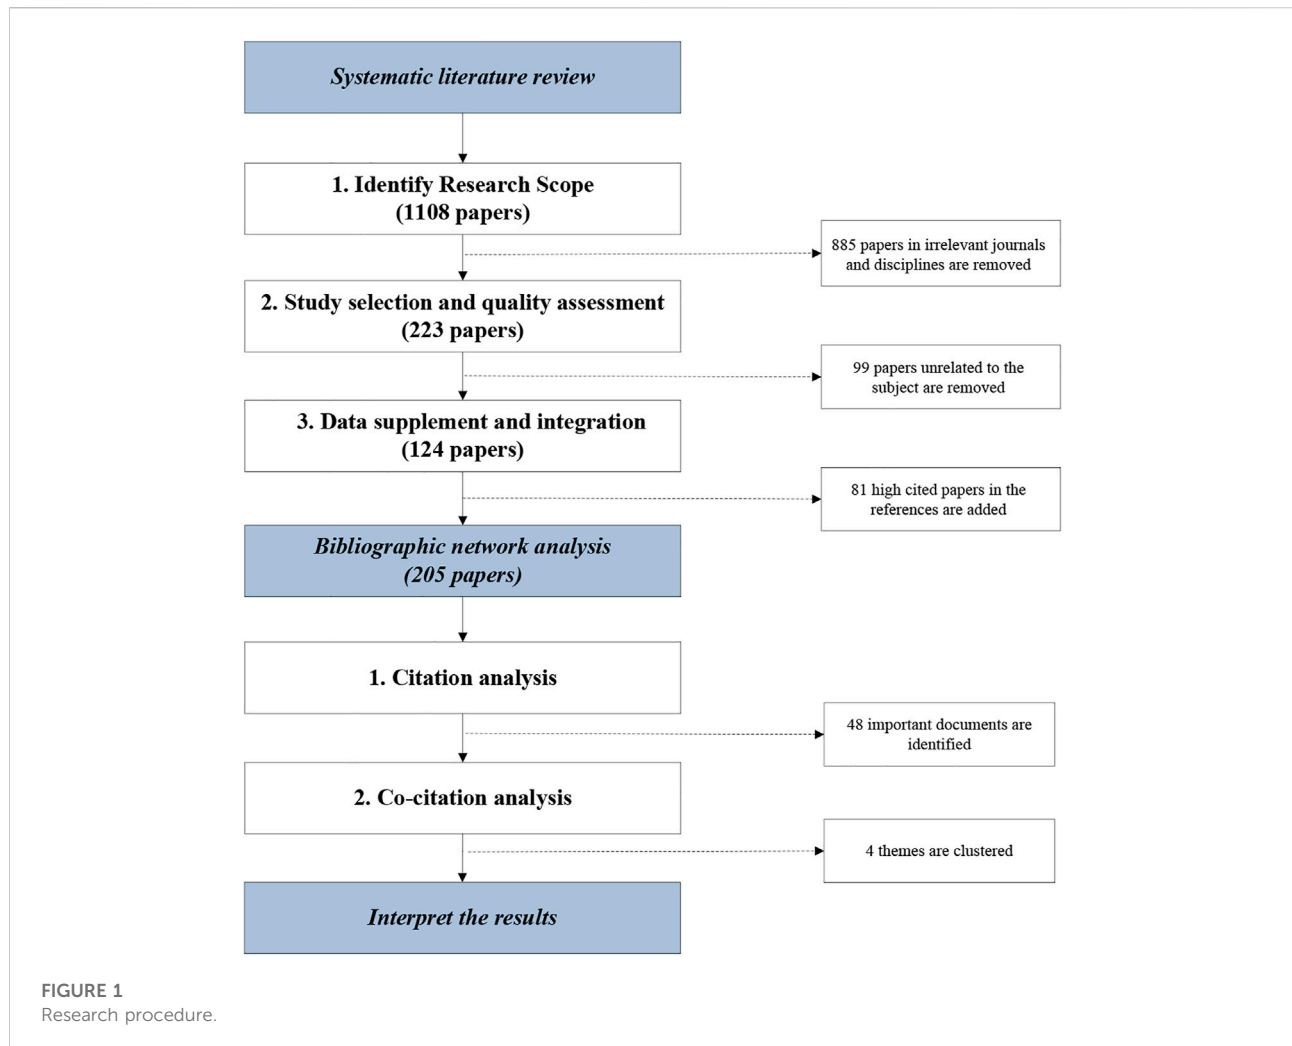 Systematic literature review
1. Identify Research Scope
(1108 papers)
885 papers in irrelevant journals
and disciplines are removed
2. Study selection and quality assessment
(223 papers)
99 papers unrelated to the
subject are removed
3. Data supplement and integration
(124 papers)
81 high cited papers in the
references are added
Bibliographic network analysis
(205 papers)
1. Citation analysis
48 important documents are
identified
2. Co-citation analysis
4 themes are clustered
Interpret the results
FIGURE 1
Research procedure.